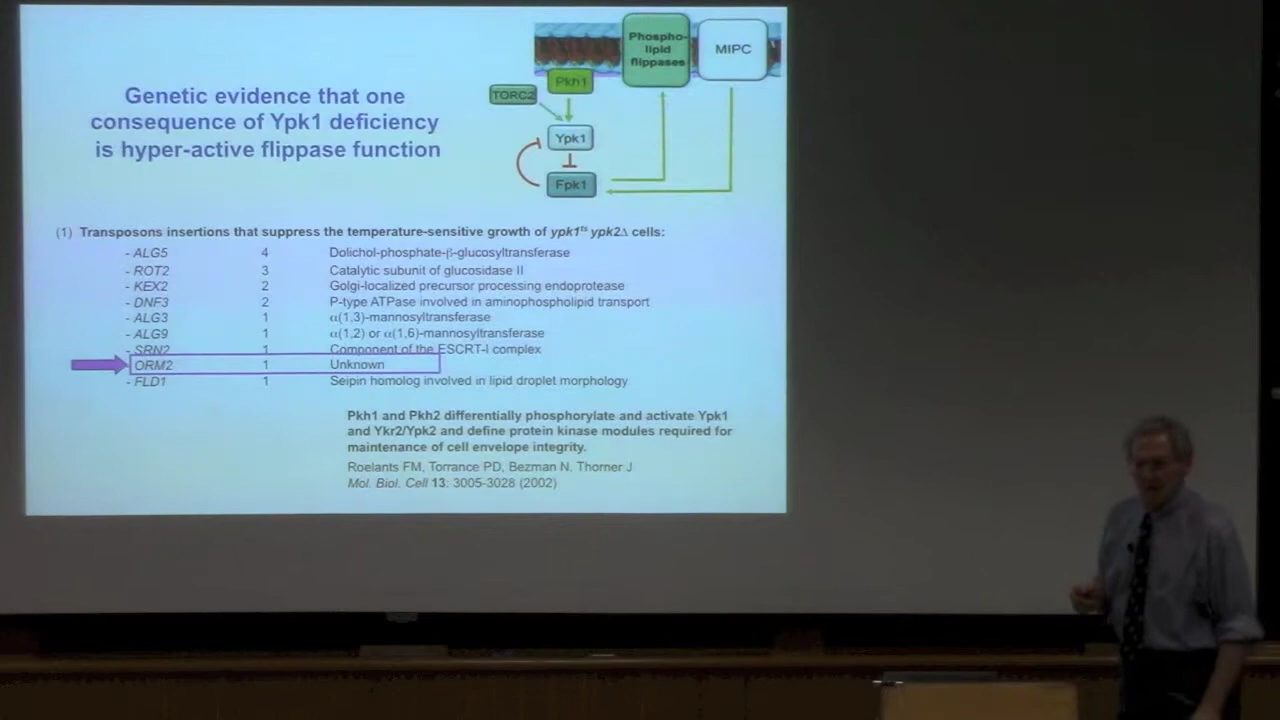 Phospho-
lipid
flippases
MIPC
Pkh1
TORC2
Ypk1
Fpk1
Genetic evidence that one
consequence of Ypk1 deficiency
is hyper-active flippase function
(1) Transposons insertions that suppress the temperature-sensitive growth of ypk1ts ypk2Δ cells:
- ALG5 4 Dolichol-phosphate-β-glucosyltransferase
- ROT2 3 Catalytic subunit of glucosidase II
- KEX2 2 Golgi-localized precursor processing endoprotease
- DNF3 2 P-type ATPase involved in aminophospholipid transport
- ALG3 1 α(1,3)-mannosyltransferase
- ALG9 1 α(1,2) or α(1,6)-mannosyltransferase
- SRN2 1 Component of the ESCRT-I complex
- ORM2 1 Unknown
- FLD1 1 Seipin homolog involved in lipid droplet morphology
Pkh1 and Pkh2 differentially phosphorylate and activate Ypk1
and Ykr2/Ypk2 and define protein kinase modules required for
maintenance of cell envelope integrity.
Roelants FM, Torrance PD, Bezman N, Thorner J
Mol. Biol. Cell 13: 3005-3028 (2002)